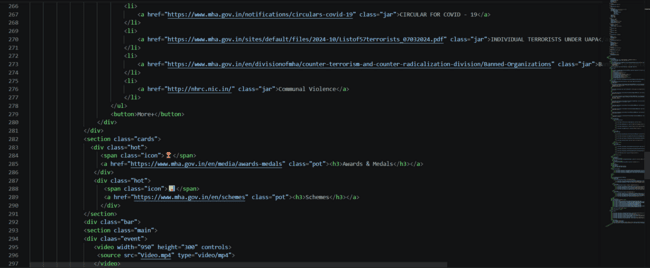 266 <li>
267 <a href="https://www.mha.gov.in/notifications/circulars-covid-19" class="jar">CIRCULAR FOR COVID - 19</a>
268 </li>
269 <li>
270 <a href="https://www.mha.gov.in/sites/default/files/2024-10/Listof57terrorists_07032024.pdf" class="jar">INDIVIDUAL TERRORISTS UNDER UAPA<
271 </li>
272 <li>
273 <a href="https://www.mha.gov.in/en/divisionofmha/counter-terrorism-and-counter-radicalization-division/Banned-Organizations" class="jar">B
274 </li>
275 <li>
276 <a href="http://nhrc.nic.in/" class="jar">Communal Violence</a>
277 </li>
278 </ul>
279 <button>More+</button>
280 </div>
281 </div>
282 <section class="cards">
283 <div class="hot">
284 <span class="icon"></span>
285 <a href="https://www.mha.gov.in/en/media/awards-medals" class="pot"><h3>Awards & Medals</h3></a>
286 </div>
287 <div class="hot">
288 <span class="icon">📊</span>
289 <a href="https://www.mha.gov.in/en/schemes" class="pot"><h3>Schemes</h3></a>
290 </div>
291 </section>
292 <div class="bar">
293 <section class="main">
294 <div claas="event">
295 <video width="950" height="300" controls>
296 <source src="Video.mp4" type="video/mp4">
297 </video>